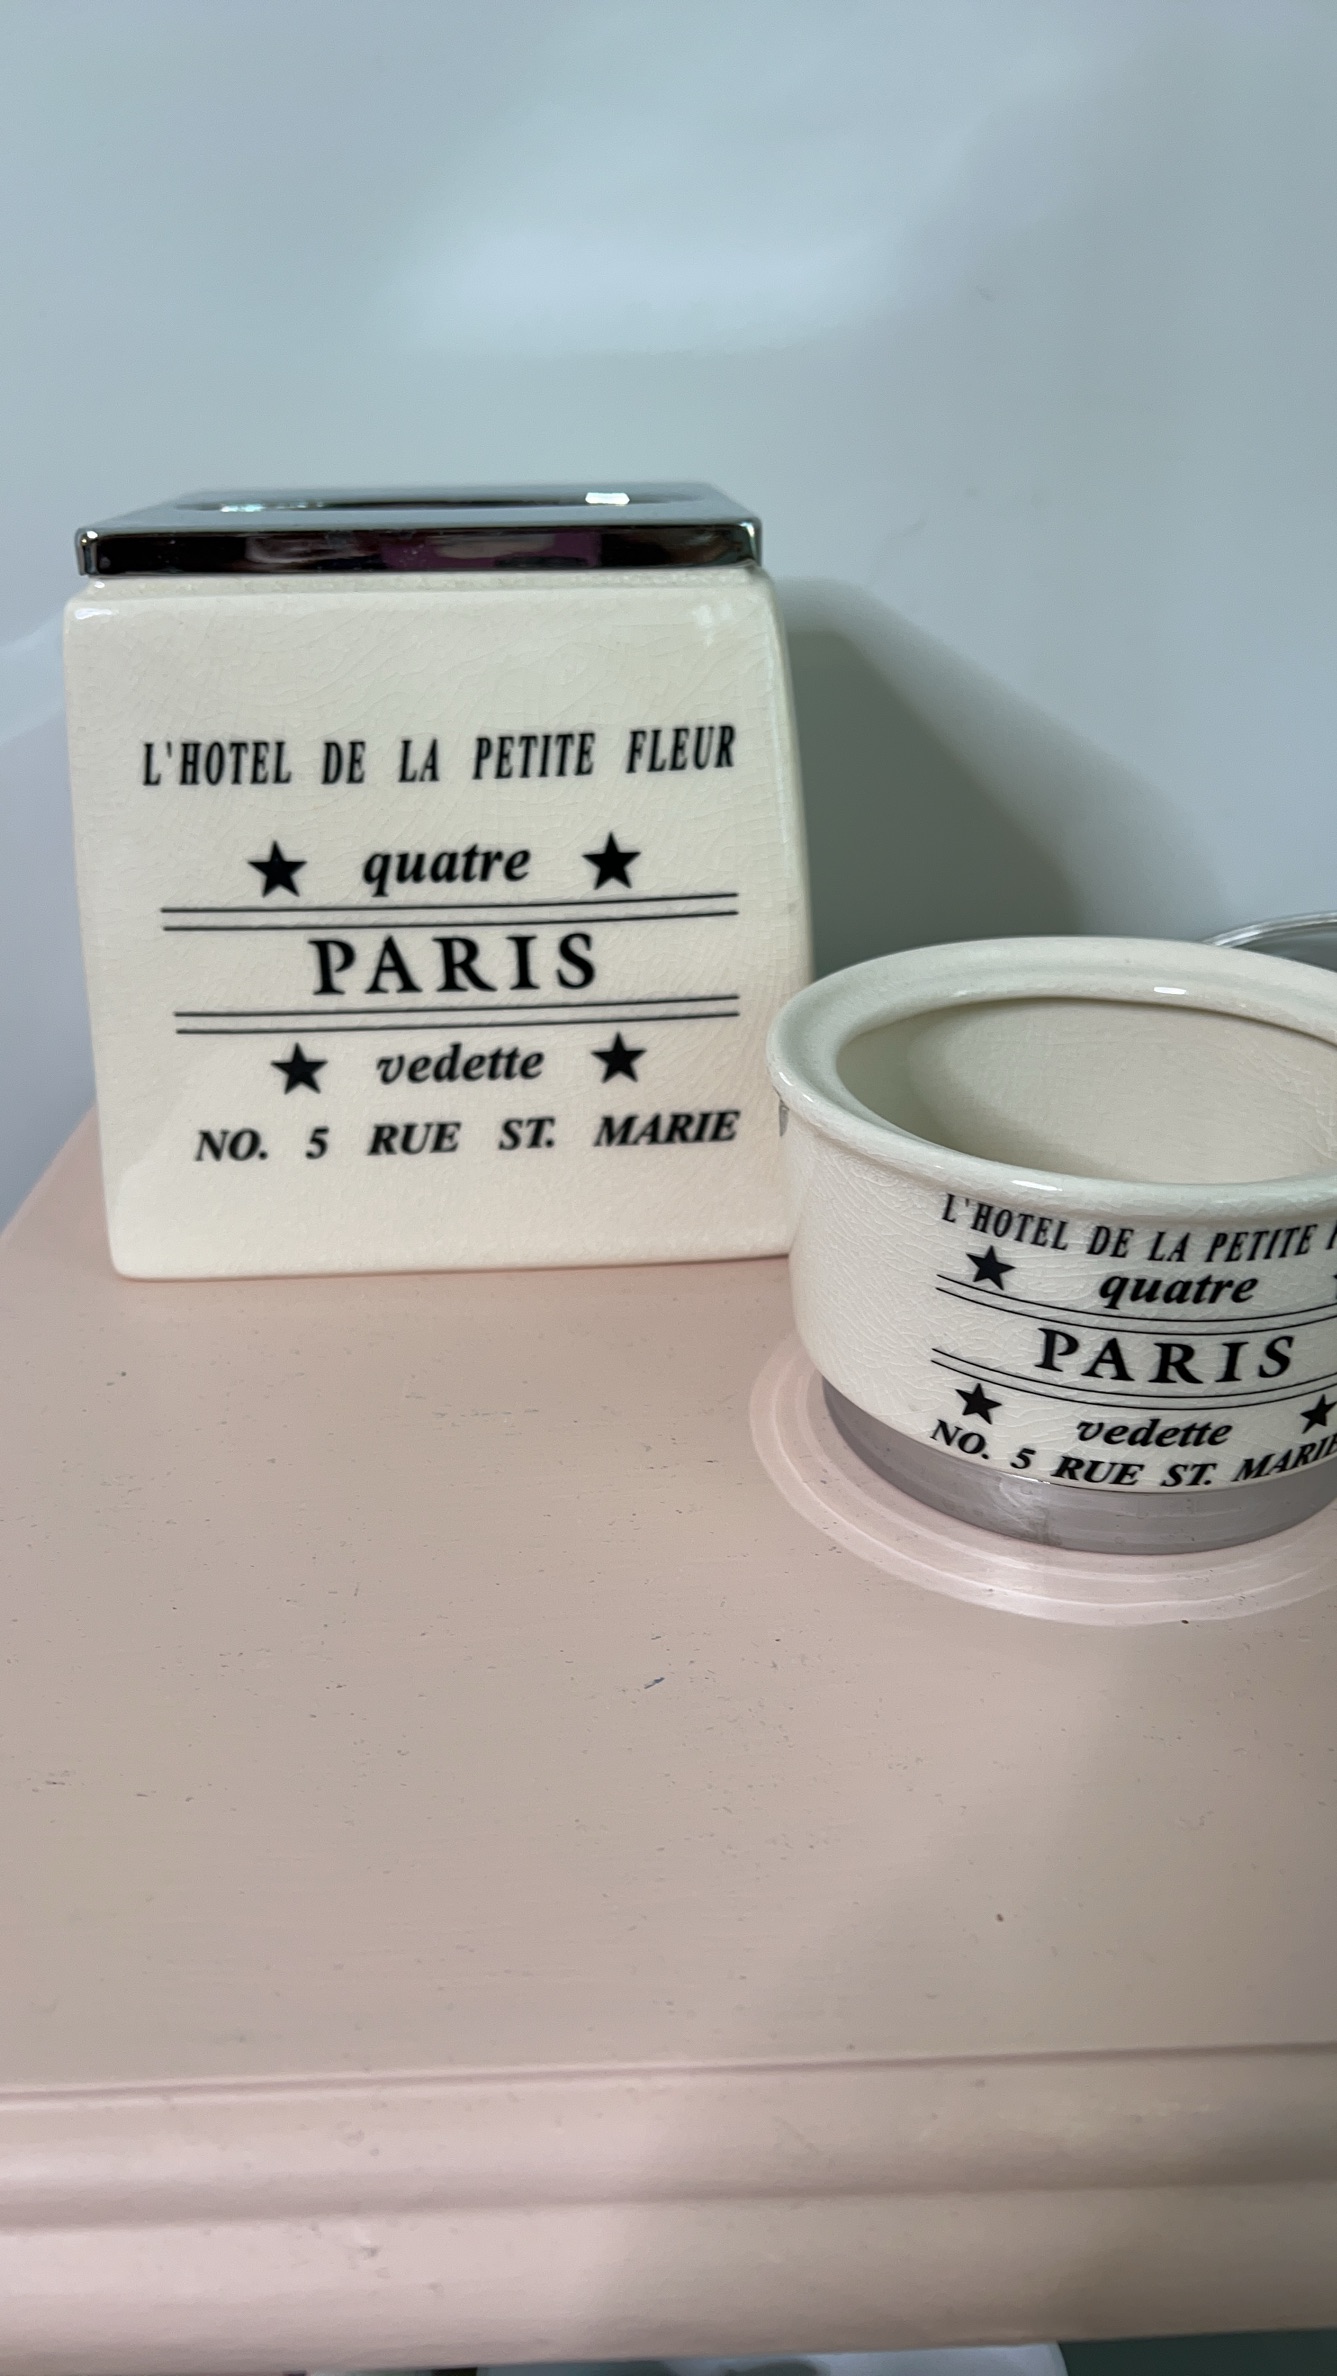 L'HOTEL DE LA PETITE FLEUR
★ quatre ★
PARIS
★ vedette ★
NO. 5 RUE ST. MARIE
L'HOTEL DE LA PETITE
★ quatre
PARIS
★ vedette ★
NO. 5 RUE ST. MARIE